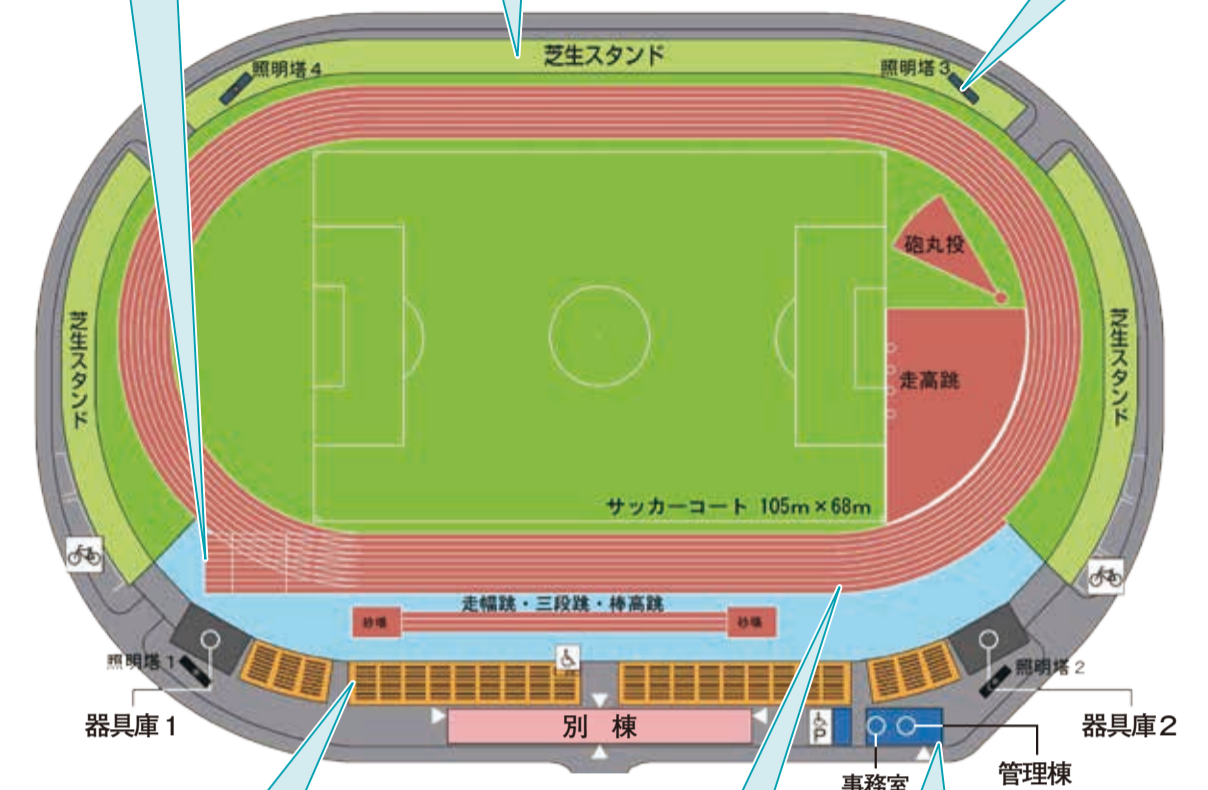 芝生スタンド
照明塔4
照明塔3
砲丸投
芝生スタンド
芝生スタンド
走高跳
サッカーコート 105m×68m
走幅跳・三段跳・棒高跳
砂場
砂場
照明塔1
照明塔2
器具庫1
別棟
P
器具庫2
管理棟
事務室